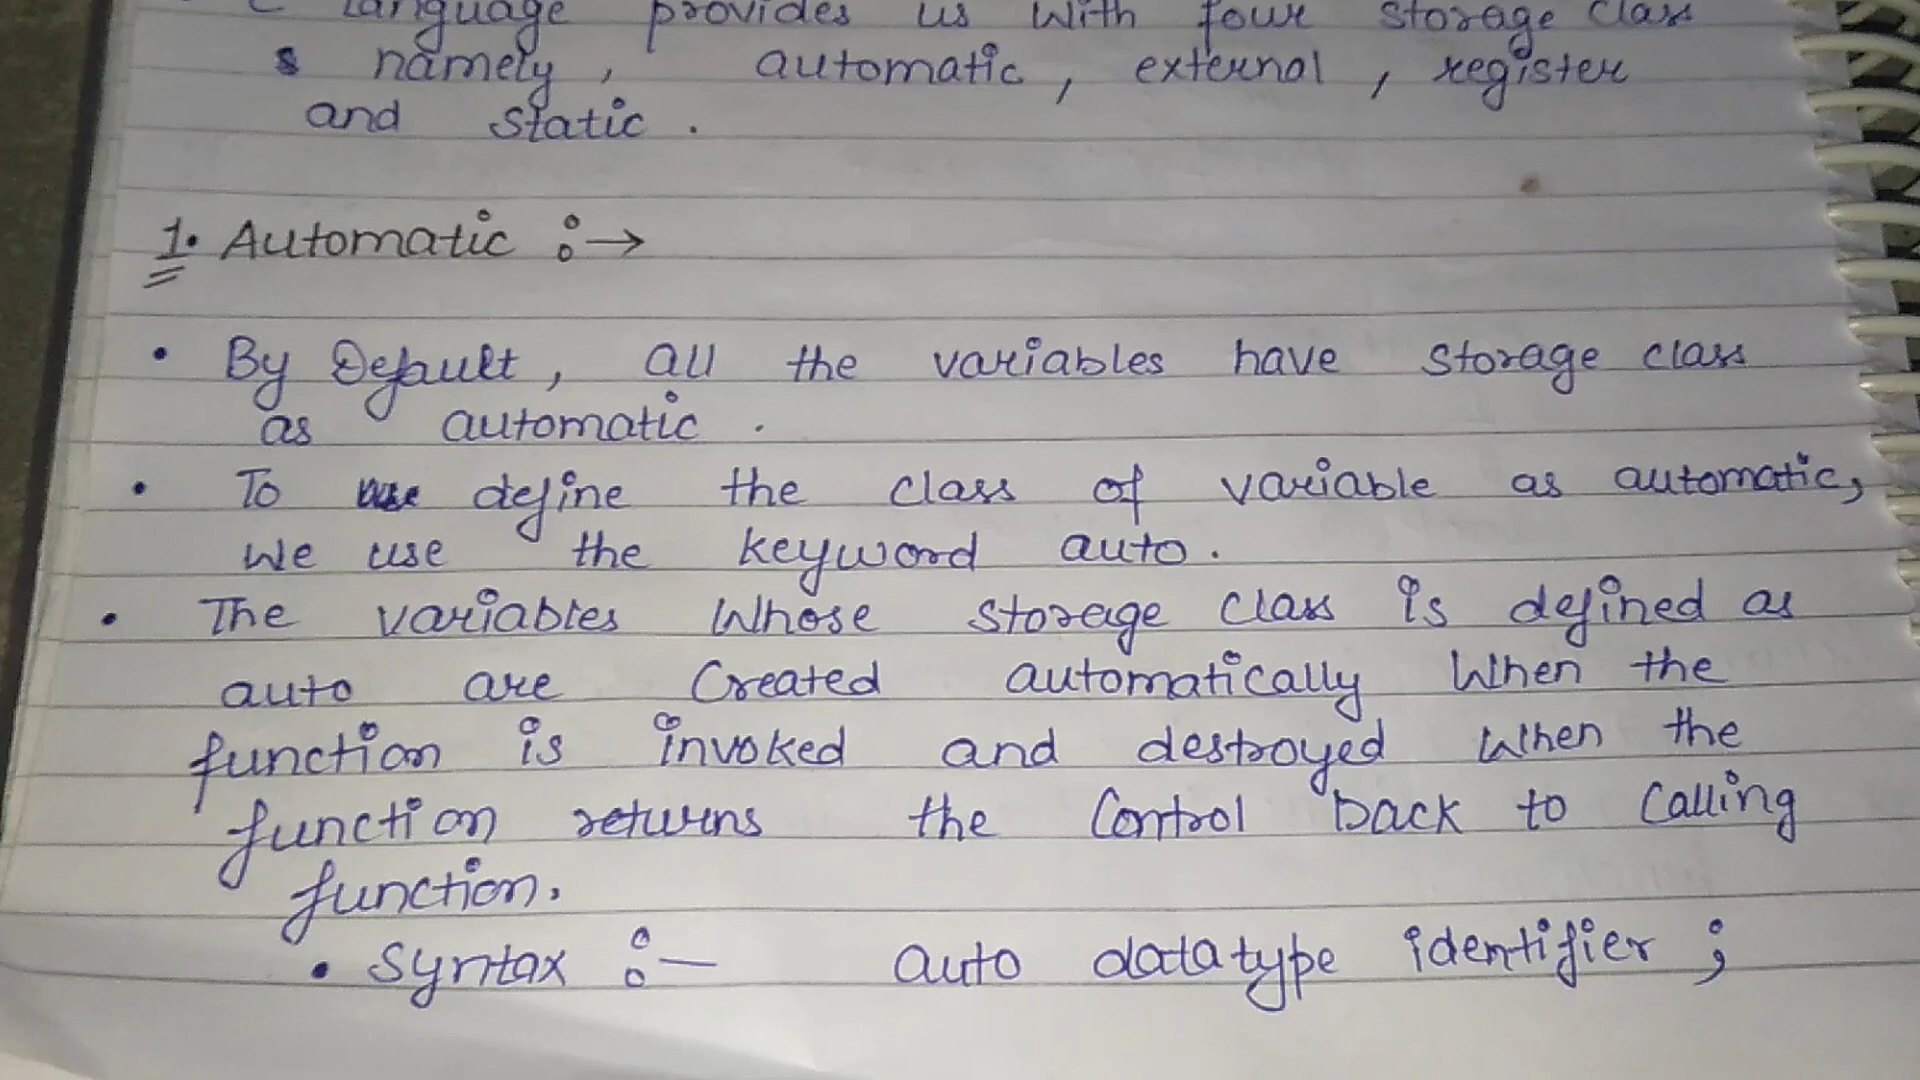 C language provides us with four storage class
s namely, automatic, external, register
and static.
1. Automatic :→
• By Default, all the variables have storage class
as automatic.
• To define the class of variable as automatic,
we use the keyword auto.
• The variables whose storage class is defined as
auto are created automatically when the
function is invoked and destroyed when the
function returns the control back to calling
function.
• Syntax :— auto datatype identifier ;